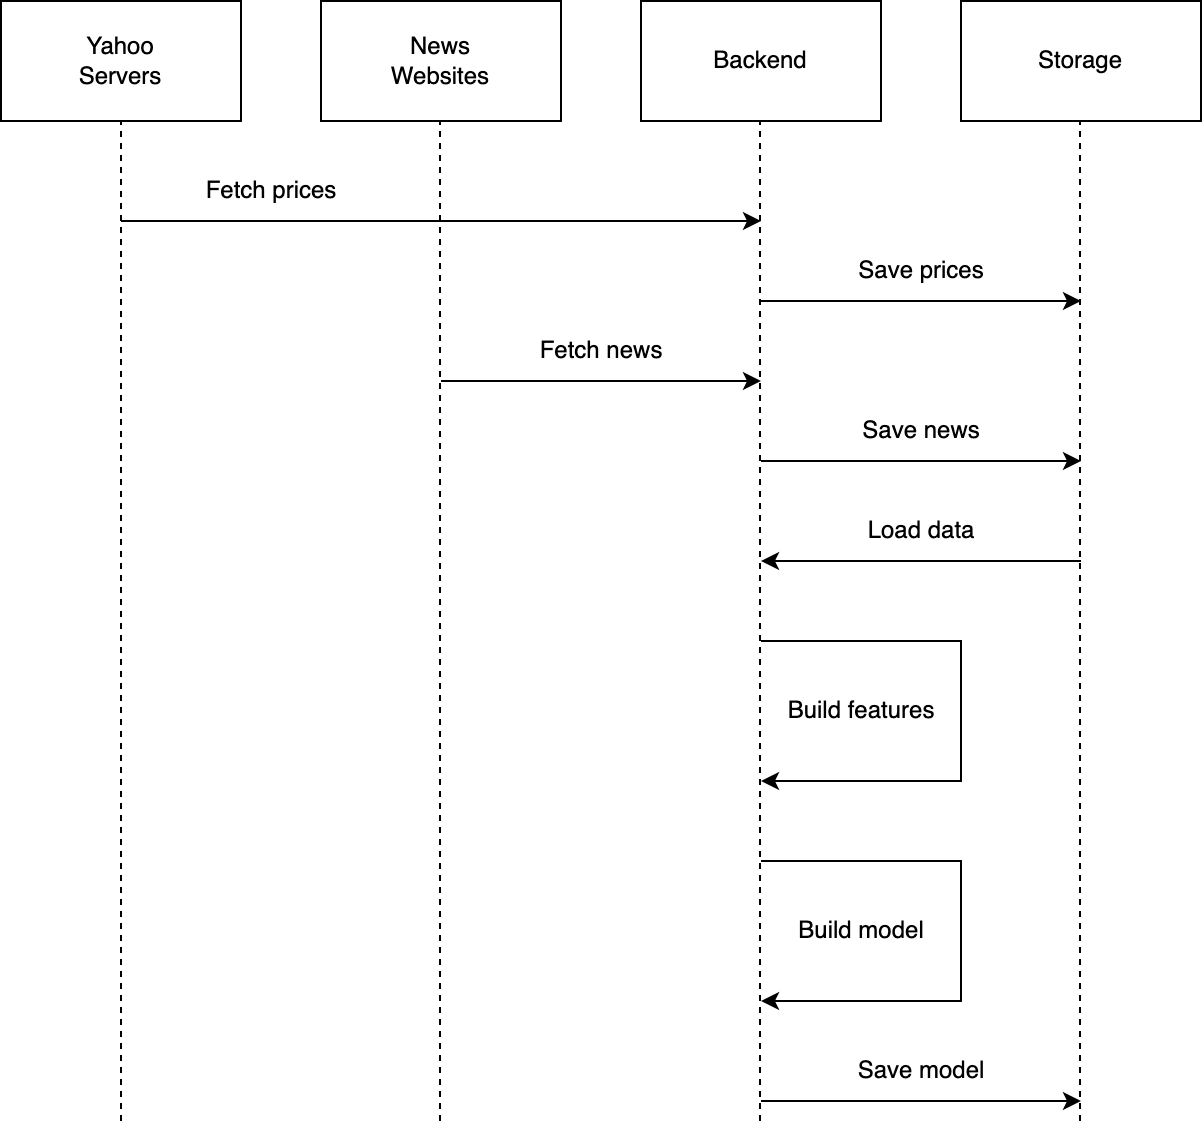 Yahoo
Servers
News
Websites
Backend
Storage
Fetch prices
Save prices
Fetch news
Save news
Load data
Build features
Build model
Save model